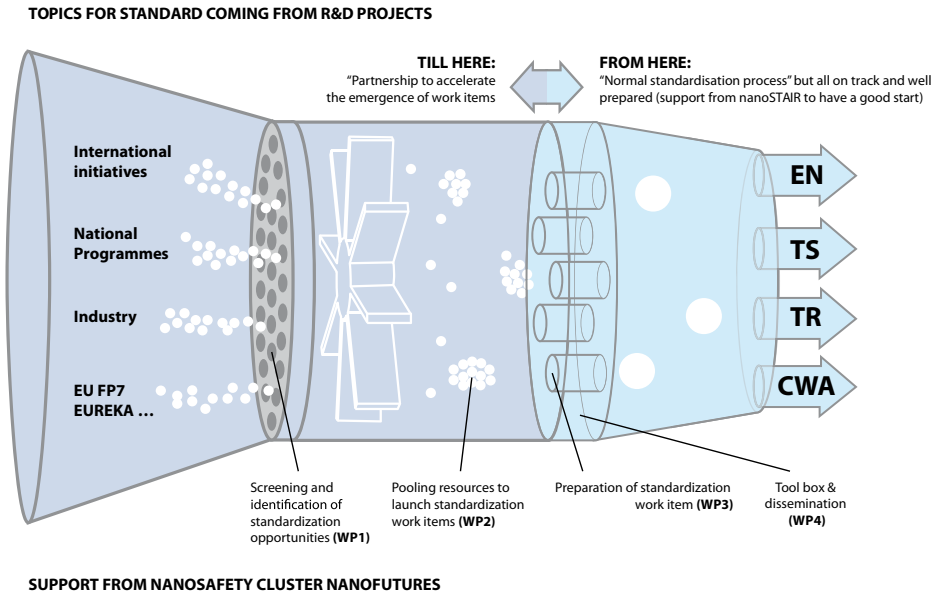 TOPICS FOR STANDARD COMING FROM R&D PROJECTS
TILL HERE:
“Partnership to accelerate
the emergence of work items
FROM HERE:
“Normal standardisation process” but all on track and well
prepared (support from nanoSTAIR to have a good start)
International
initiatives
National
Programmes
Industry
EU FP7
EUREKA ...
EN
TS
TR
CWA
Screening and
identification of
standardization
opportunities (WP1)
Pooling resources to
launch standardization
work items (WP2)
Preparation of standardization
work item (WP3)
Tool box &
dissemination
(WP4)
SUPPORT FROM NANOSAFETY CLUSTER NANOFUTURES